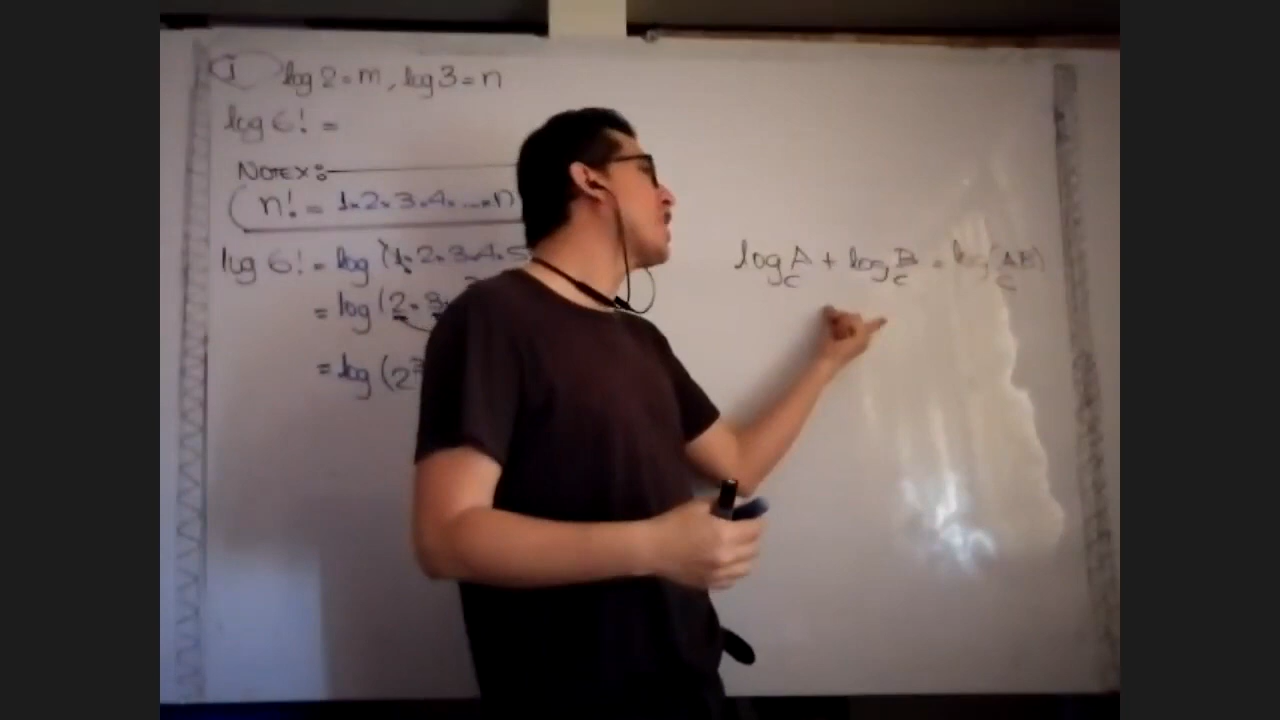 1 log 2 = m, log 3 = n
log 6! =
NOTEX:
n! = 1×2×3×4×...×n
log 6! = log (1·2·3·4·5
= log (2·3·
= log (2
log A + log B = log (AB)
C C C